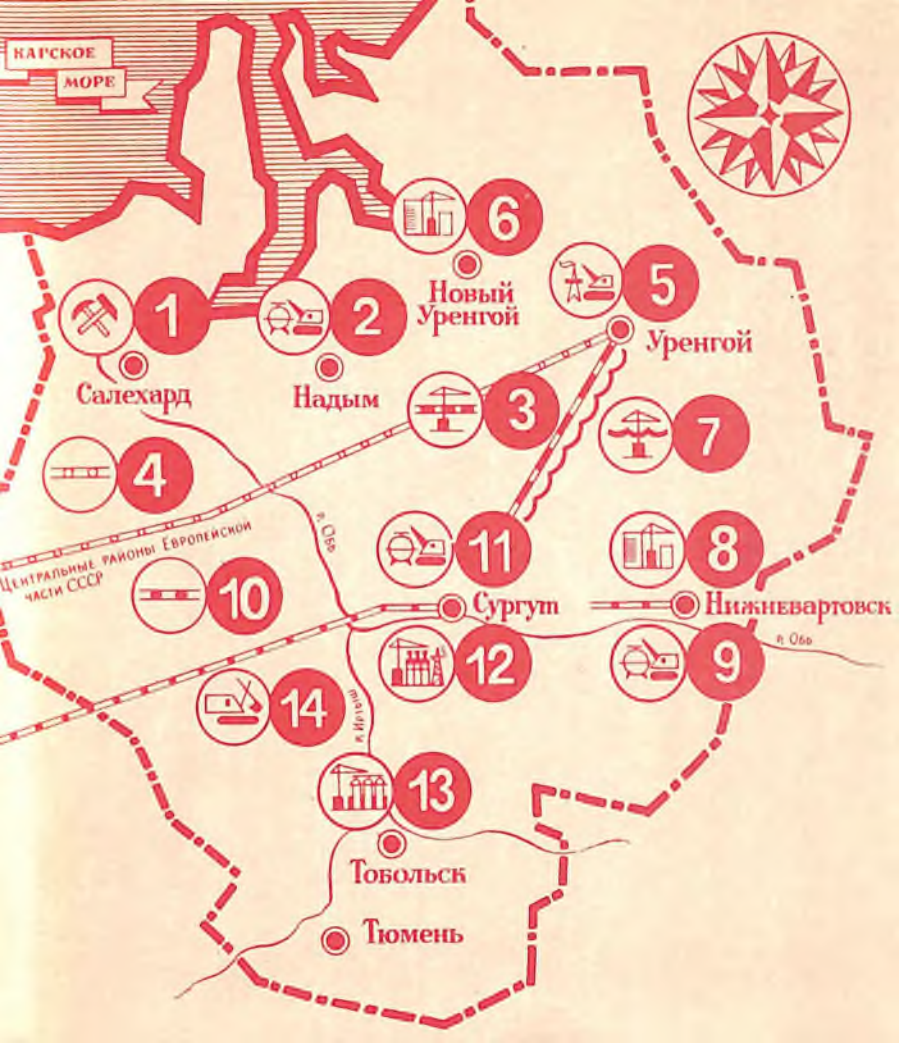 КАРСКОЕ
МОРЕ
6
Новый
Уренгой
1
2
5
Уренгой
Салехард
Надым
3
7
4
р. Обь
Центральные районы Европейской
части СССР
11
8
10
Сургут
Нижневартовск
р. Обь
12
9
14
р. Иртыш
13
Тобольск
Тюмень